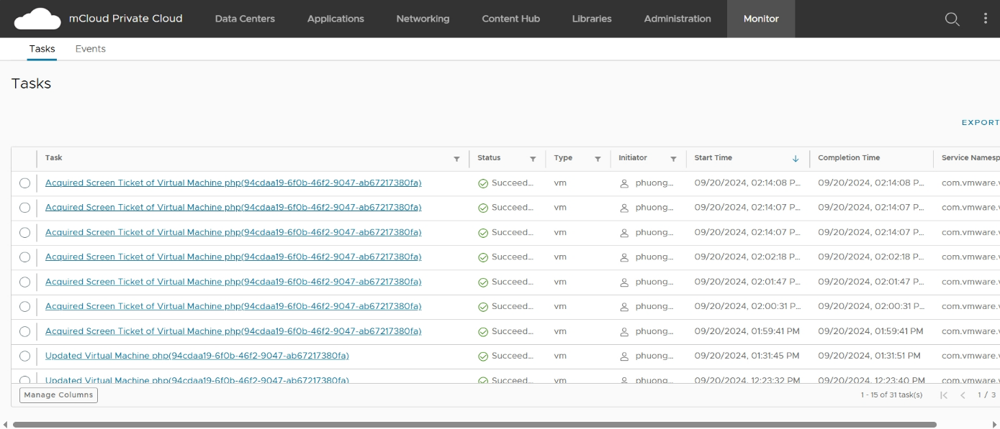 mCloud Private Cloud Data Centers Applications Networking Content Hub Libraries Administration Monitor
Tasks Events
Tasks
EXPORT
Task Status Type Initiator Start Time Completion Time Service Namesp
Acquired Screen Ticket of Virtual Machine php(94cdaa19-6f0b-46f2-9047-ab67217380fa) Succeed... vm phuong... 09/20/2024, 02:14:08 P... 09/20/2024, 02:14:08 P... com.vmware.v
Acquired Screen Ticket of Virtual Machine php(94cdaa19-6f0b-46f2-9047-ab67217380fa) Succeed... vm phuong... 09/20/2024, 02:14:07 P... 09/20/2024, 02:14:07 P... com.vmware.v
Acquired Screen Ticket of Virtual Machine php(94cdaa19-6f0b-46f2-9047-ab67217380fa) Succeed... vm phuong... 09/20/2024, 02:14:07 P... 09/20/2024, 02:14:07 P... com.vmware.v
Acquired Screen Ticket of Virtual Machine php(94cdaa19-6f0b-46f2-9047-ab67217380fa) Succeed... vm phuong... 09/20/2024, 02:02:18 P... 09/20/2024, 02:02:18 P... com.vmware.v
Acquired Screen Ticket of Virtual Machine php(94cdaa19-6f0b-46f2-9047-ab67217380fa) Succeed... vm phuong... 09/20/2024, 02:01:47 P... 09/20/2024, 02:01:47 P... com.vmware.v
Acquired Screen Ticket of Virtual Machine php(94cdaa19-6f0b-46f2-9047-ab67217380fa) Succeed... vm phuong... 09/20/2024, 02:00:31 P... 09/20/2024, 02:00:31 P... com.vmware.v
Acquired Screen Ticket of Virtual Machine php(94cdaa19-6f0b-46f2-9047-ab67217380fa) Succeed... vm phuong... 09/20/2024, 01:59:41 PM 09/20/2024, 01:59:41 PM com.vmware.v
Updated Virtual Machine php(94cdaa19-6f0b-46f2-9047-ab67217380fa) Succeed... vm phuong... 09/20/2024, 01:31:45 PM 09/20/2024, 01:31:51 PM com.vmware.v
Updated Virtual Machine php(94cdaa19-6f0b-46f2-9047-ab67217380fa) Succeed... vm phuong... 09/20/2024, 12:23:32 PM 09/20/2024, 12:23:40 PM com.vmware.v
Manage Columns 1 - 15 of 31 task(s) 1 / 3